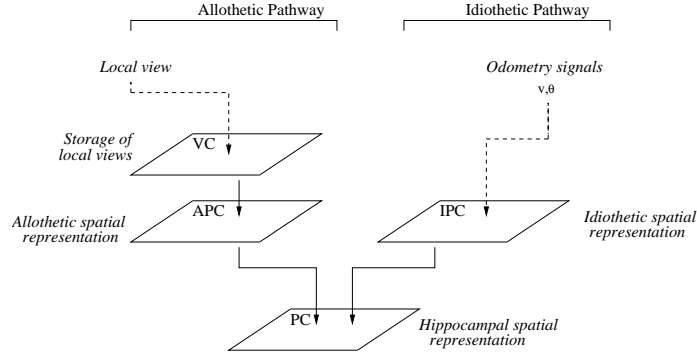 Allothetic Pathway
Idiothetic Pathway
Local view
Odometry signals
v,θ
Storage of
local views
VC
Allothetic spatial
representation
APC
IPC
Idiothetic spatial
representation
PC
Hippocampal spatial
representation